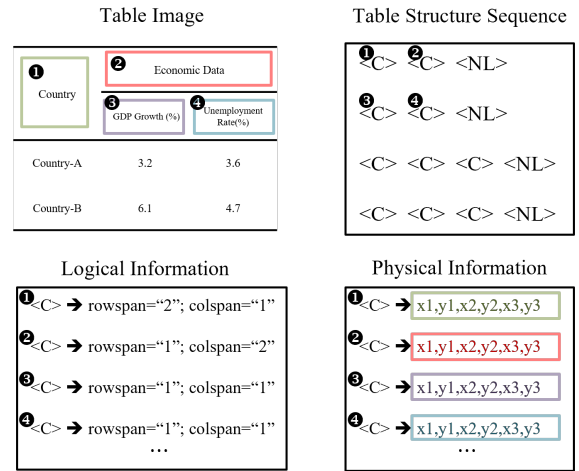 Table Image
❶
Country
❷
Economic Data
❸
GDP Growth (%)
❹
Unemployment
Rate(%)
Country-A 3.2 3.6
Country-B 6.1 4.7
Table Structure Sequence
❶<C> ❷<C> <NL>
❸<C> ❹<C> <NL>
<C> <C> <C> <NL>
<C> <C> <C> <NL>
Logical Information
❶<C> ➔ rowspan=“2”; colspan=“1”
❷<C> ➔ rowspan=“1”; colspan=“2”
❸<C> ➔ rowspan=“1”; colspan=“1”
❹<C> ➔ rowspan=“1”; colspan=“1”
...
Physical Information
❶<C> ➔ x1,y1,x2,y2,x3,y3
❷<C> ➔ x1,y1,x2,y2,x3,y3
❸<C> ➔ x1,y1,x2,y2,x3,y3
❹<C> ➔ x1,y1,x2,y2,x3,y3
...